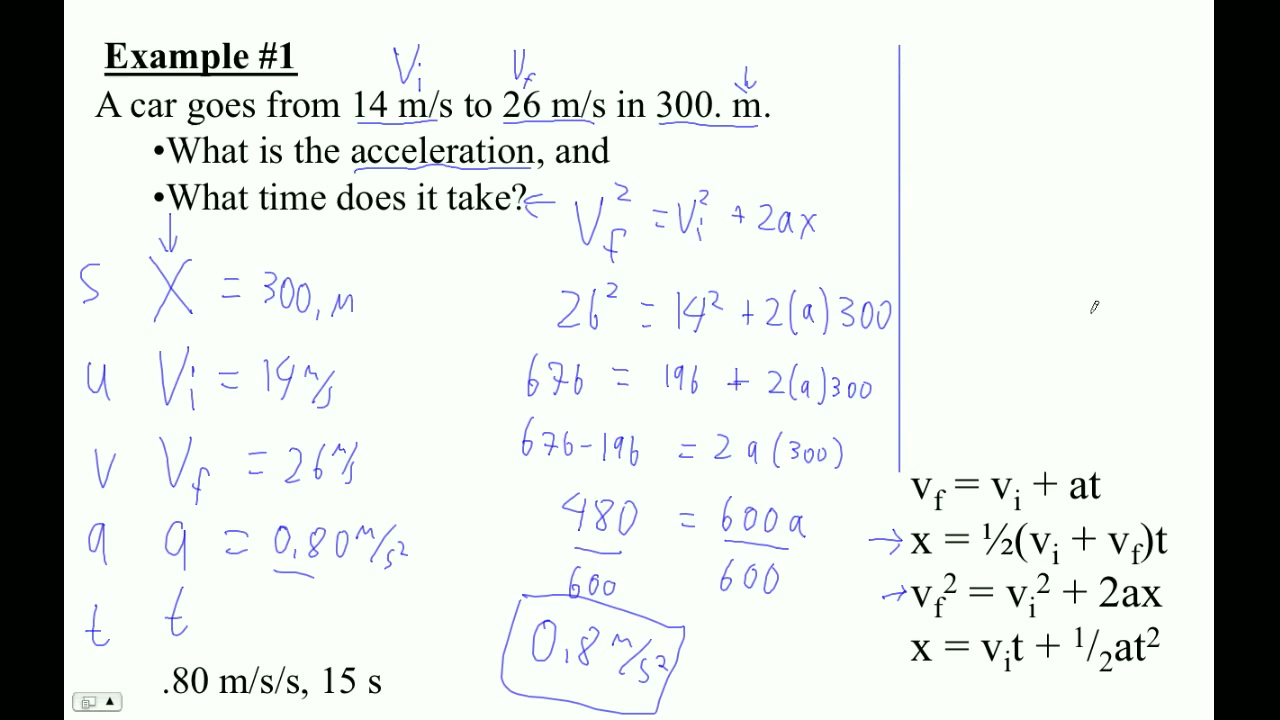 Example #1
Vi Vf ↓
A car goes from 14 m/s to 26 m/s in 300. m.
•What is the acceleration, and
•What time does it take? ←
↓
S X = 300. m
u Vi = 14 m/s
v Vf = 26 m/s
a a = 0.80 m/s²
t t
.80 m/s/s, 15 s
Vf² = Vi² + 2ax
26² = 14² + 2(a)300
676 = 196 + 2(a)300
676-196 = 2a(300)
480 = 600a
600 600
0.8 m/s²
vf = vi + at
→ x = ½(vi + vf)t
→ vf² = vi² + 2ax
x = vit + 1/2at²